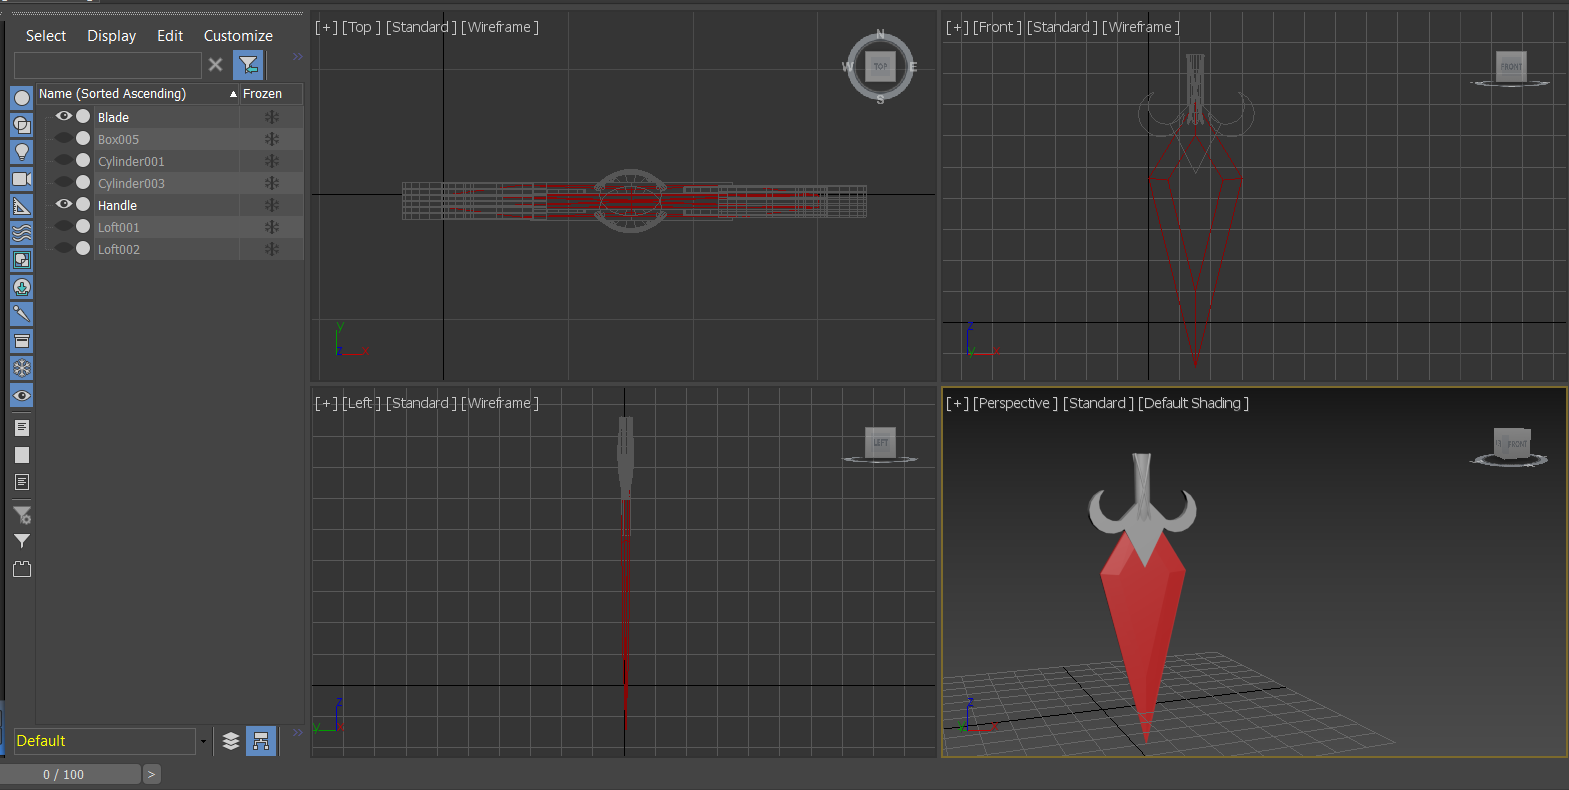 Select Display Edit Customize
Name (Sorted Ascending) Frozen
Blade
Box005
Cylinder001
Cylinder003
Handle
Loft001
Loft002
Default
0 / 100 >
[+] [Top ] [Standard ] [Wireframe ]
N
W TOP E
S
y
z x
[+] [Front ] [Standard ] [Wireframe ]
FRONT
z
y x
[+] [Left ] [Standard ] [Wireframe ]
LEFT
z
y
[+] [Perspective ] [Standard ] [Default Shading ]
FRONT
z
x